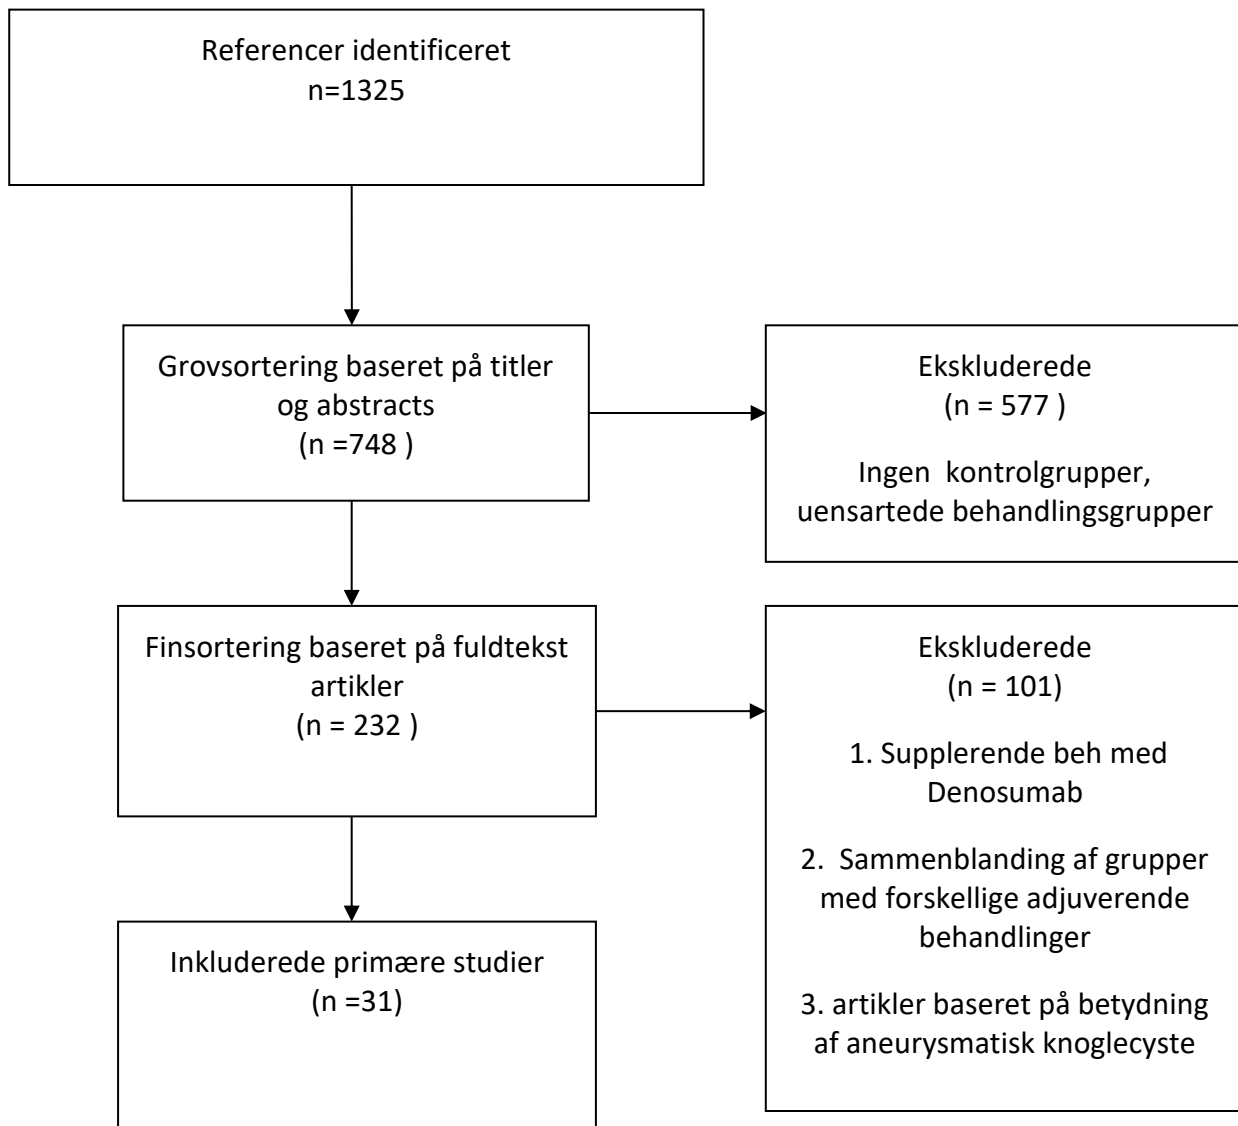 Referencer identificeret
n=1325
Grovsortering baseret på titler
og abstracts
(n =748 )
Ekskluderede
(n = 577 )
Ingen  kontrolgrupper,
uensartede behandlingsgrupper
Finsortering baseret på fuldtekst
artikler
(n = 232 )
Ekskluderede
(n = 101)
1. Supplerende beh med
Denosumab
2.  Sammenblanding af grupper
med forskellige adjuverende
behandlinger
3. artikler baseret på betydning
af aneurysmatisk knoglecyste
Inkluderede primære studier
(n =31)